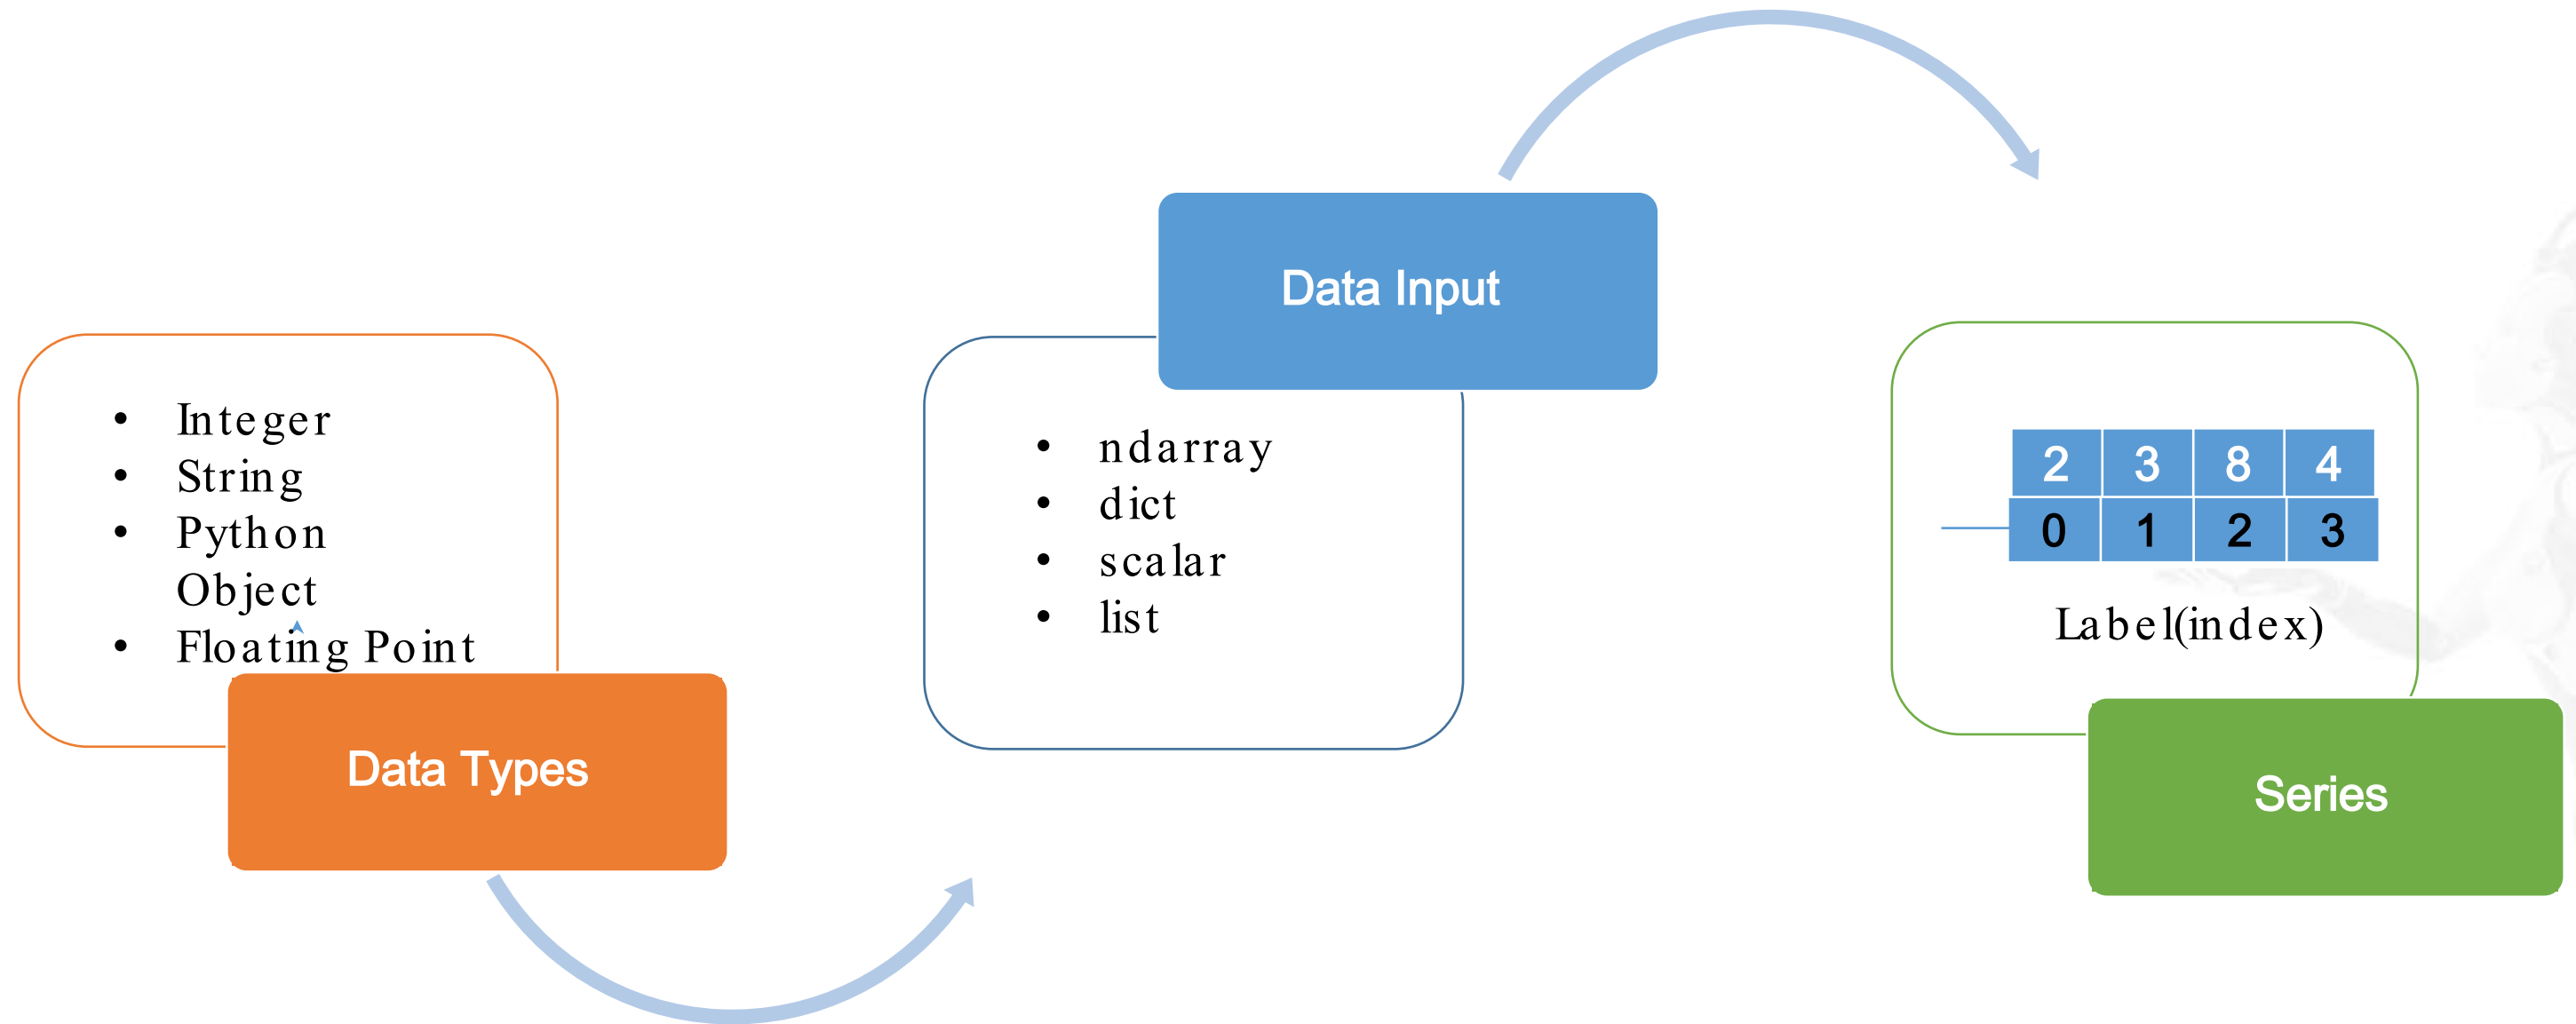 • Integer
• String
• Python
Object
• Floating Point
Data Types
Data Input
• ndarray
• dict
• scalar
• list
2 3 8 4
0 1 2 3
Label(index)
Series